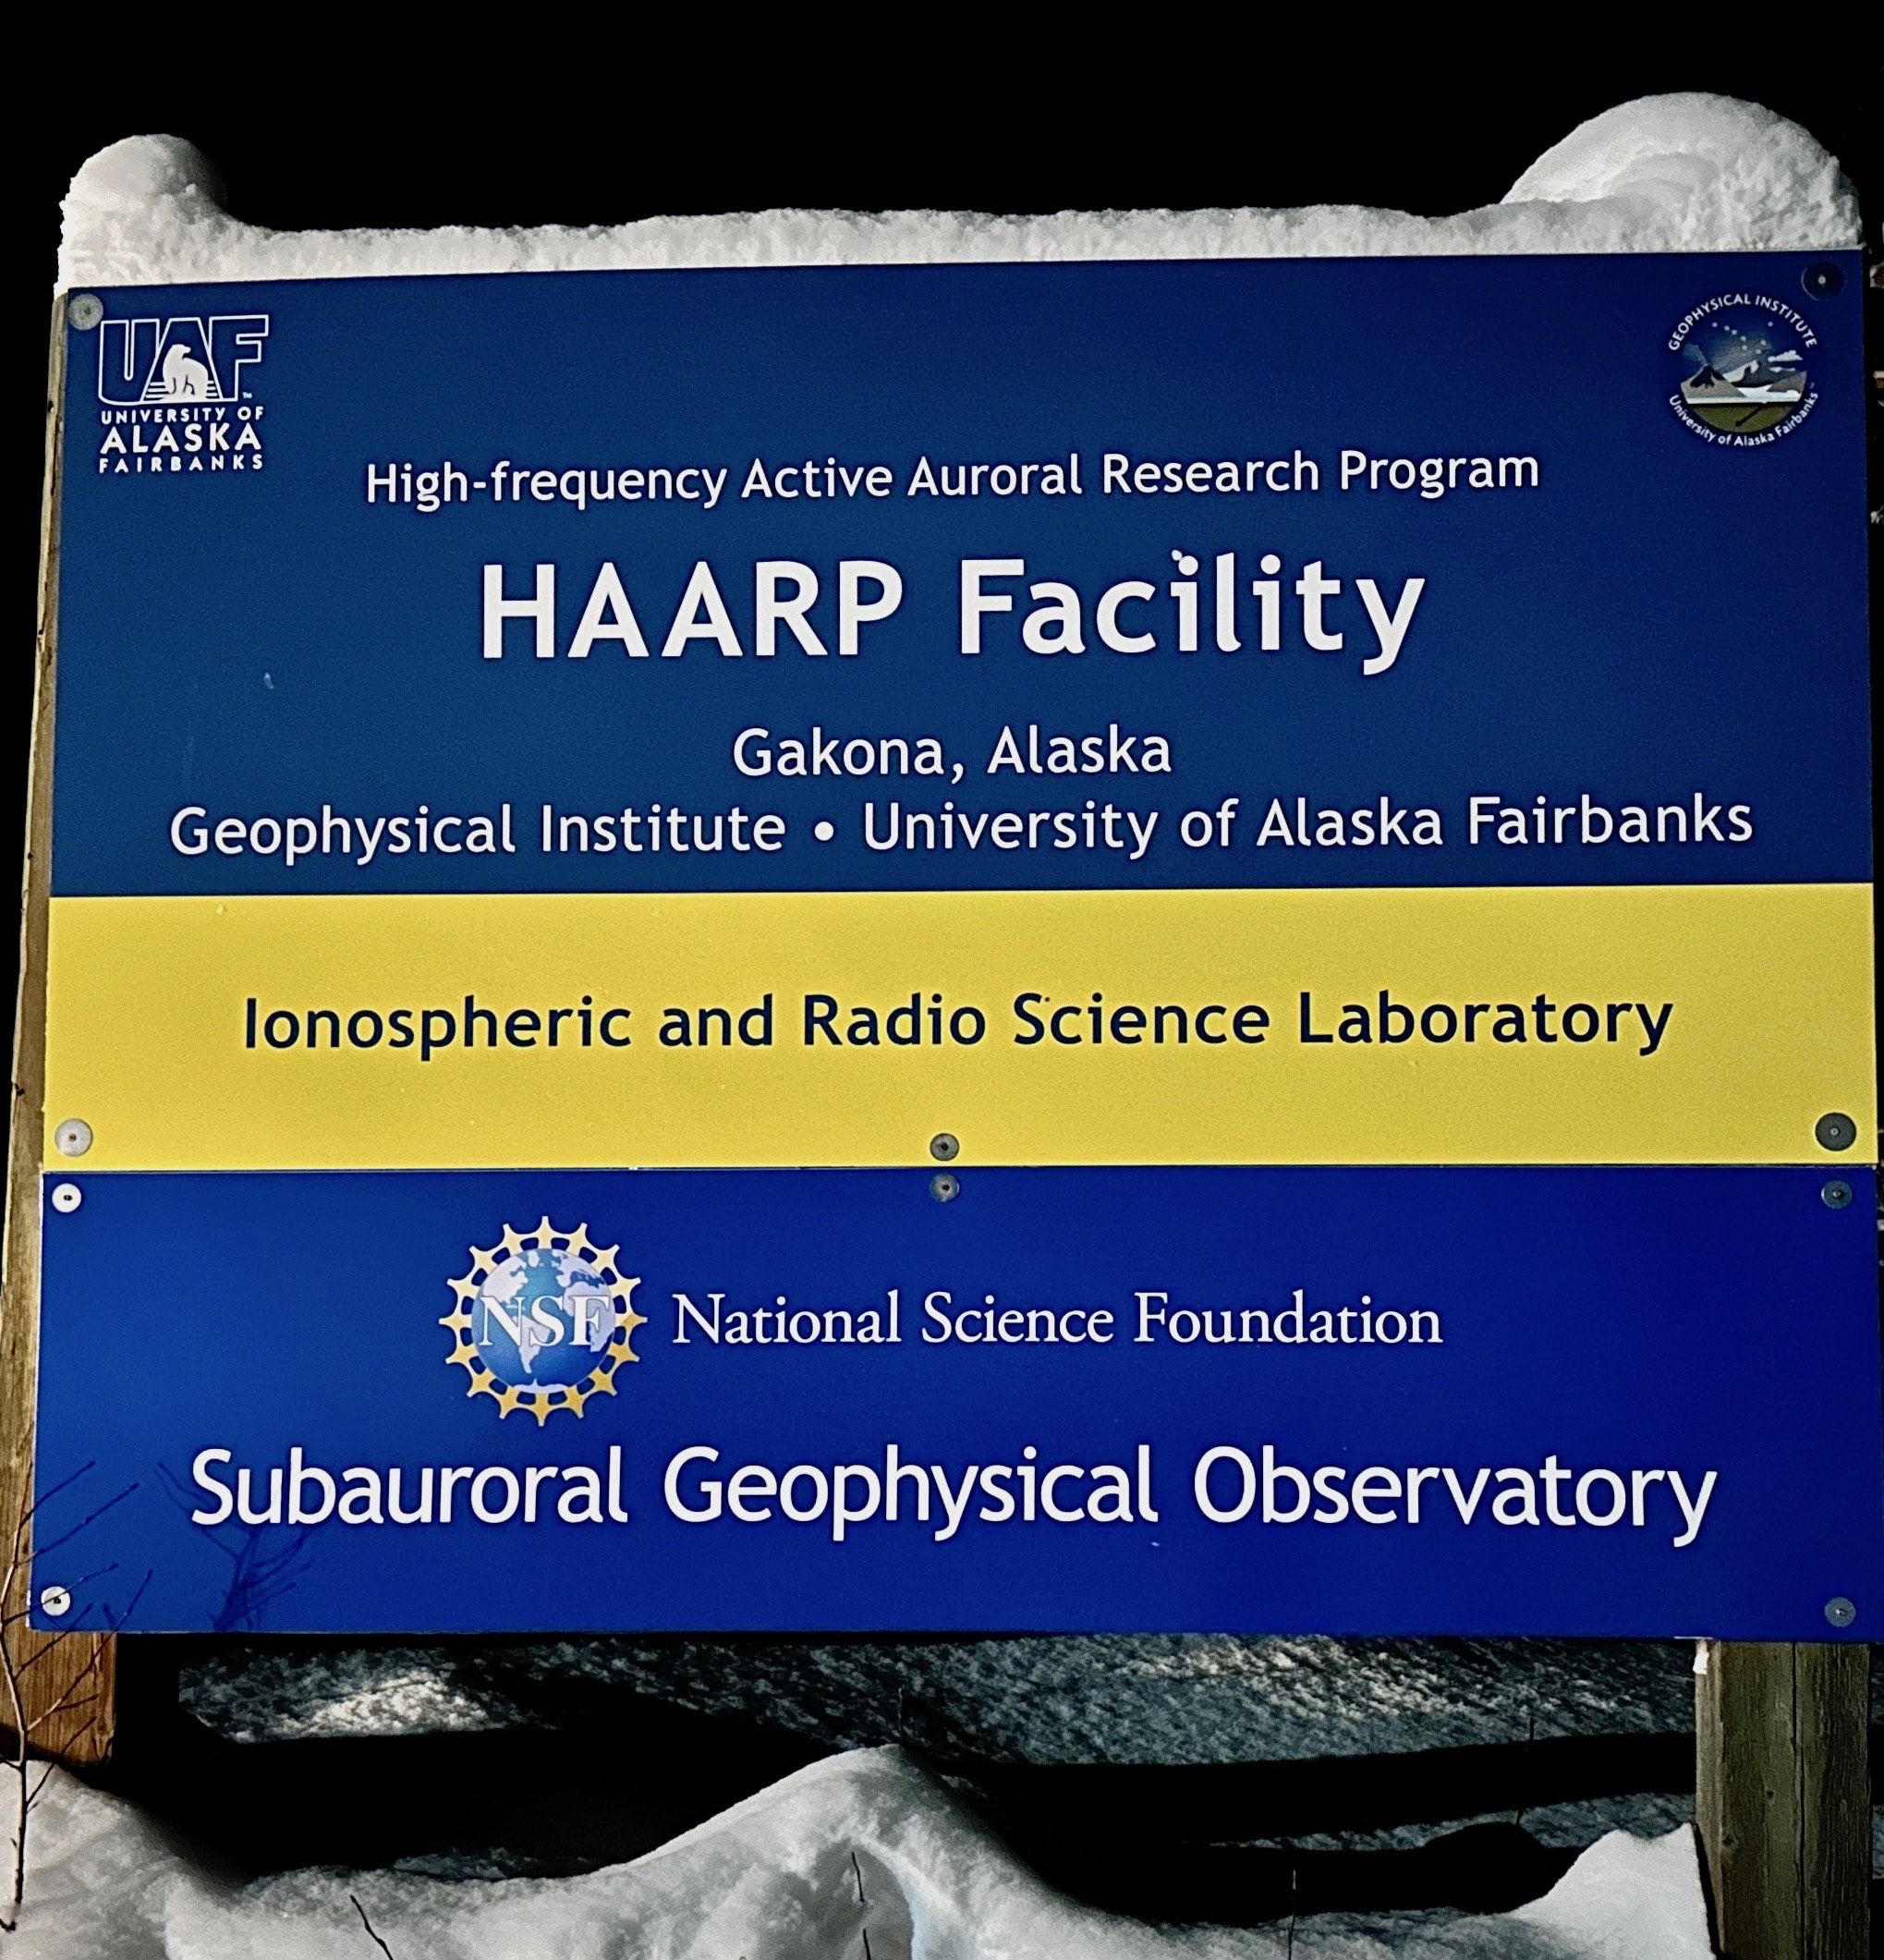 UAF
UNIVERSITY OF
ALASKA
FAIRBANKS
GEOPHYSICAL INSTITUTE
University of Alaska Fairbanks
High-frequency Active Auroral Research Program
HAARP Facility
Gakona, Alaska
Geophysical Institute • University of Alaska Fairbanks
Ionospheric and Radio Science Laboratory
NSF
National Science Foundation
Subauroral Geophysical Observatory